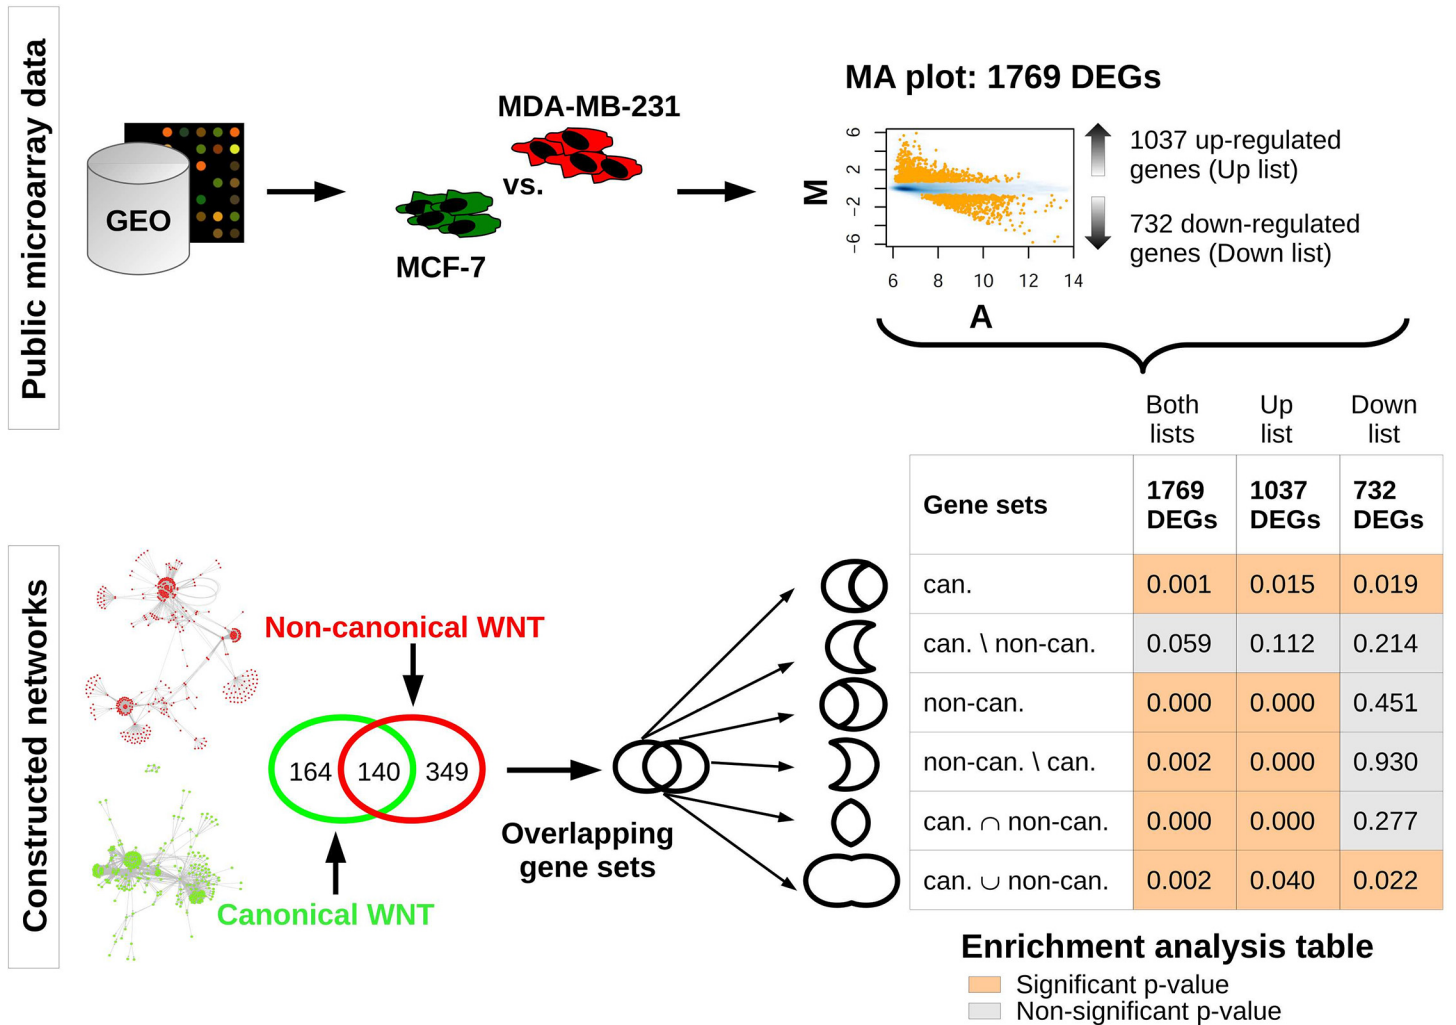 Public microarray data
GEO
MDA-MB-231
vs.
MCF-7
MA plot: 1769 DEGs
M
6
2
−2
−6
6 8 10 12 14
A
1037 up-regulated
genes (Up list)
732 down-regulated
genes (Down list)
Both lists
Up list
Down list
Gene sets 1769 DEGs 1037 DEGs 732 DEGs
can. 0.001 0.015 0.019
can. \ non-can. 0.059 0.112 0.214
non-can. 0.000 0.000 0.451
non-can. \ can. 0.002 0.000 0.930
can. ∩ non-can. 0.000 0.000 0.277
can. ∪ non-can. 0.002 0.040 0.022
Enrichment analysis table
Significant p-value
Non-significant p-value
Constructed networks
Non-canonical WNT
164 140 349
Canonical WNT
Overlapping
gene sets